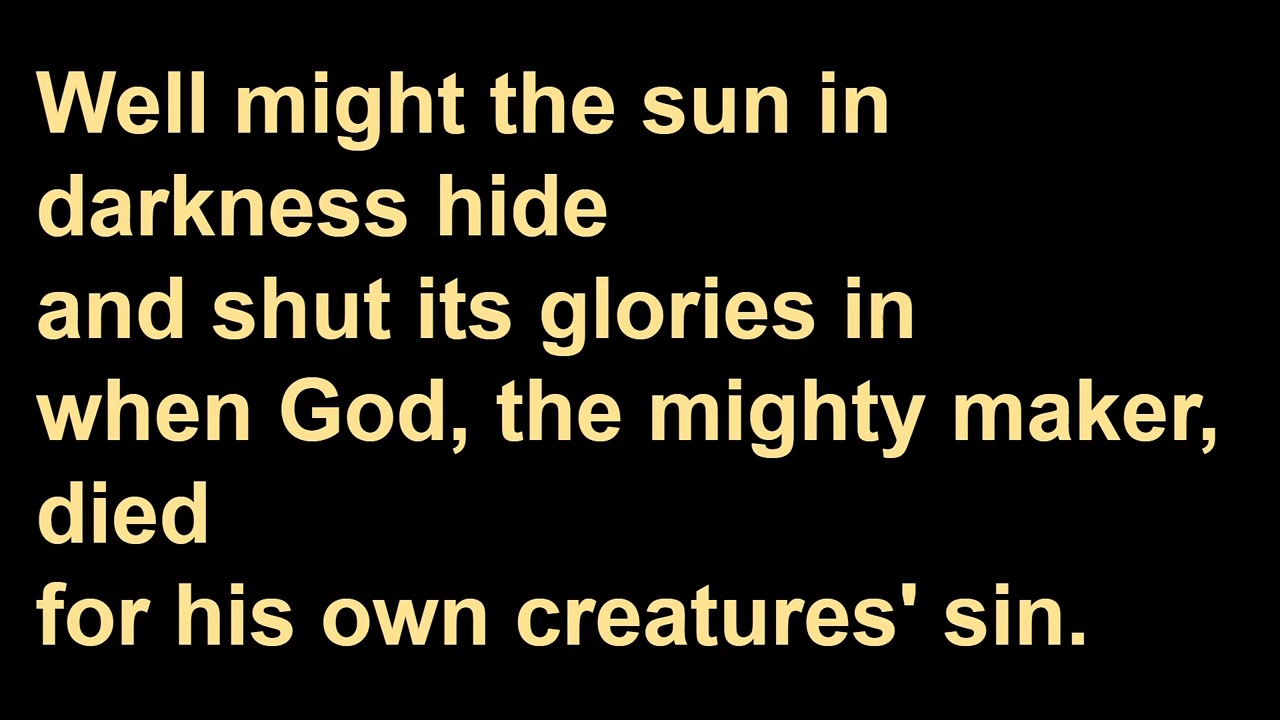 Well might the sun in
darkness hide
and shut its glories in
when God, the mighty maker,
died
for his own creatures' sin.